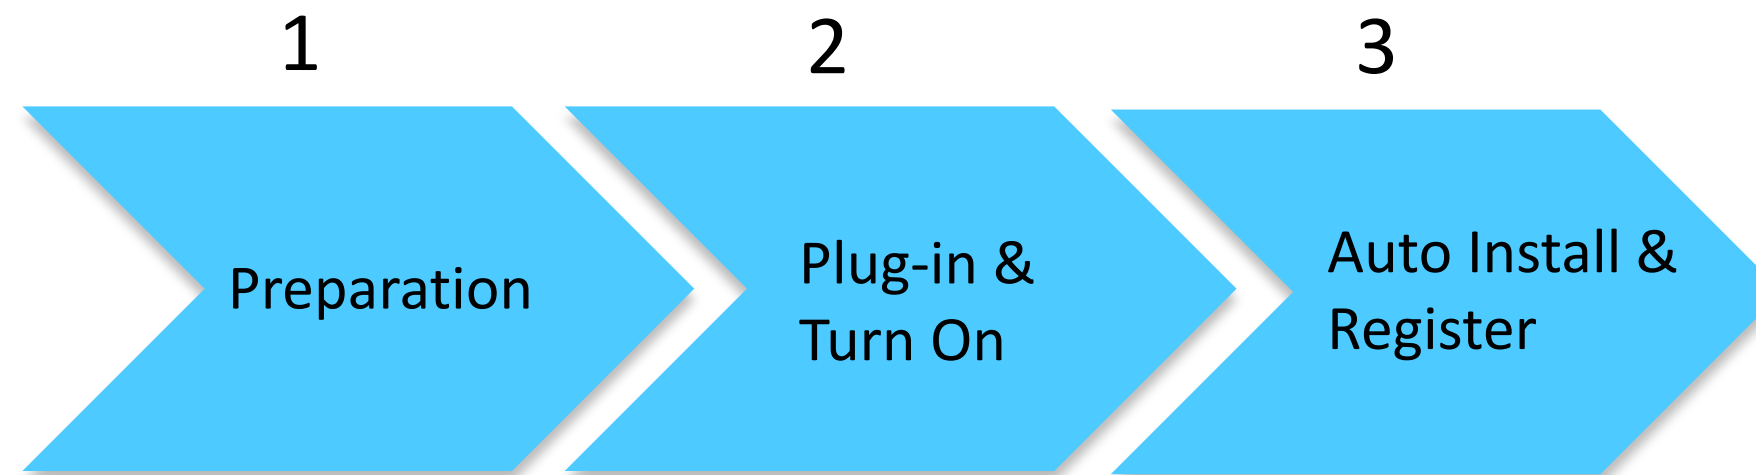 1
2
3
Preparation
Plug-in &
Turn On
Auto Install &
Register